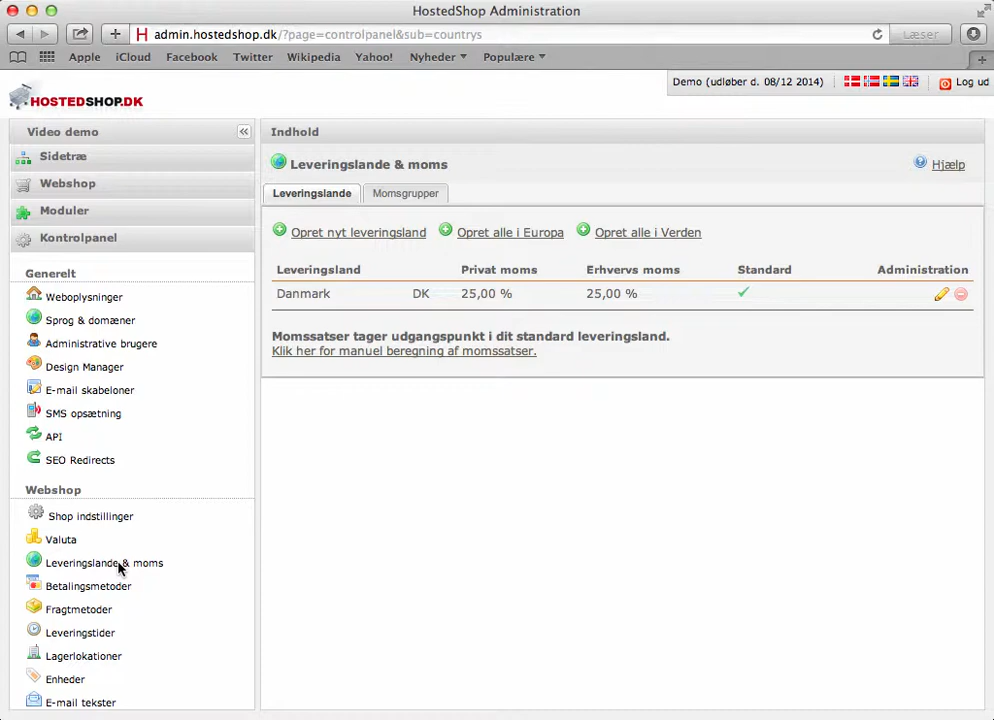 HostedShop Administration
admin.hostedshop.dk/?page=controlpanel&sub=countrys
Læser
Apple iCloud Facebook Twitter Wikipedia Yahoo! Nyheder Populære
Demo (udløber d. 08/12 2014)
Log ud
HOSTEDSHOP.DK
Video demo
Sidetræ
Webshop
Moduler
Kontrolpanel
Generelt
Weboplysninger
Sprog & domæner
Administrative brugere
Design Manager
E-mail skabeloner
SMS opsætning
API
SEO Redirects
Webshop
Shop indstillinger
Valuta
Leveringslande & moms
Betalingsmetoder
Fragtmetoder
Leveringstider
Lagerlokationer
Enheder
E-mail tekster
Indhold
Leveringslande & moms
Hjælp
Leveringslande Momsgrupper
Opret nyt leveringsland Opret alle i Europa Opret alle i Verden
Leveringsland Privat moms Erhvervs moms Standard Administration
Danmark DK 25,00 % 25,00 %
Momssatser tager udgangspunkt i dit standard leveringsland.
Klik her for manuel beregning af momssatser.